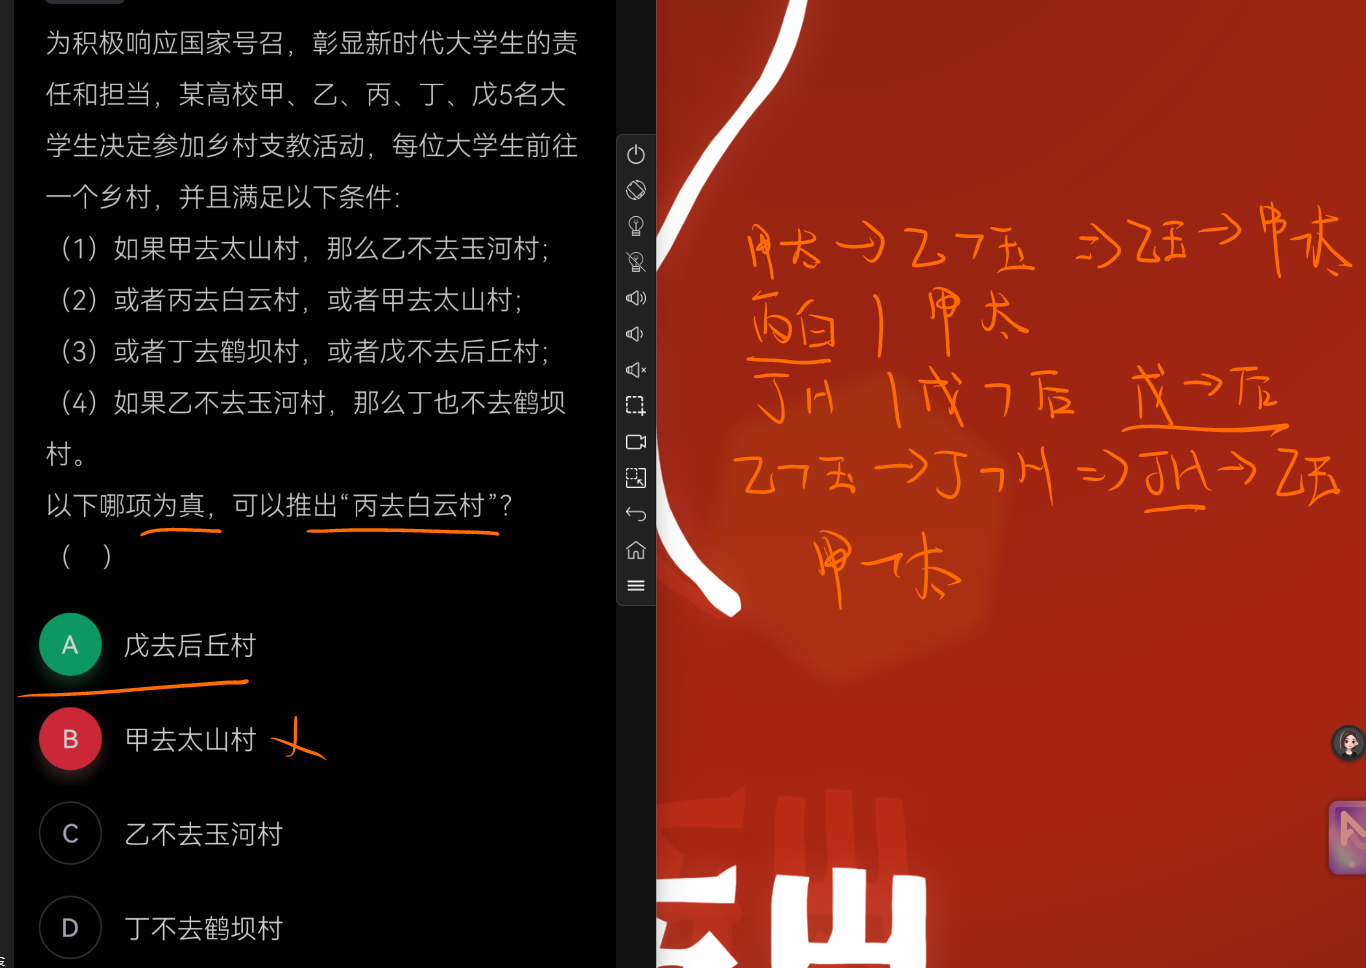 为积极响应国家号召，彰显新时代大学生的责
任和担当，某高校甲、乙、丙、丁、戊5名大
学生决定参加乡村支教活动，每位大学生前往
一个乡村，并且满足以下条件：
（1）如果甲去太山村，那么乙不去玉河村；
（2）或者丙去白云村，或者甲去太山村；
（3）或者丁去鹤坝村，或者戊不去后丘村；
（4）如果乙不去玉河村，那么丁也不去鹤坝
村。
以下哪项为真，可以推出“丙去白云村”？
（ ）
A 戊去后丘村
B 甲去太山村
C 乙不去玉河村
D 丁不去鹤坝村
甲太→乙¬玉 ⇒乙玉→甲¬太
丙白 | 甲太
丁H | 戊¬后 戊→后
乙¬玉→丁¬H ⇒丁H→乙玉
甲¬太